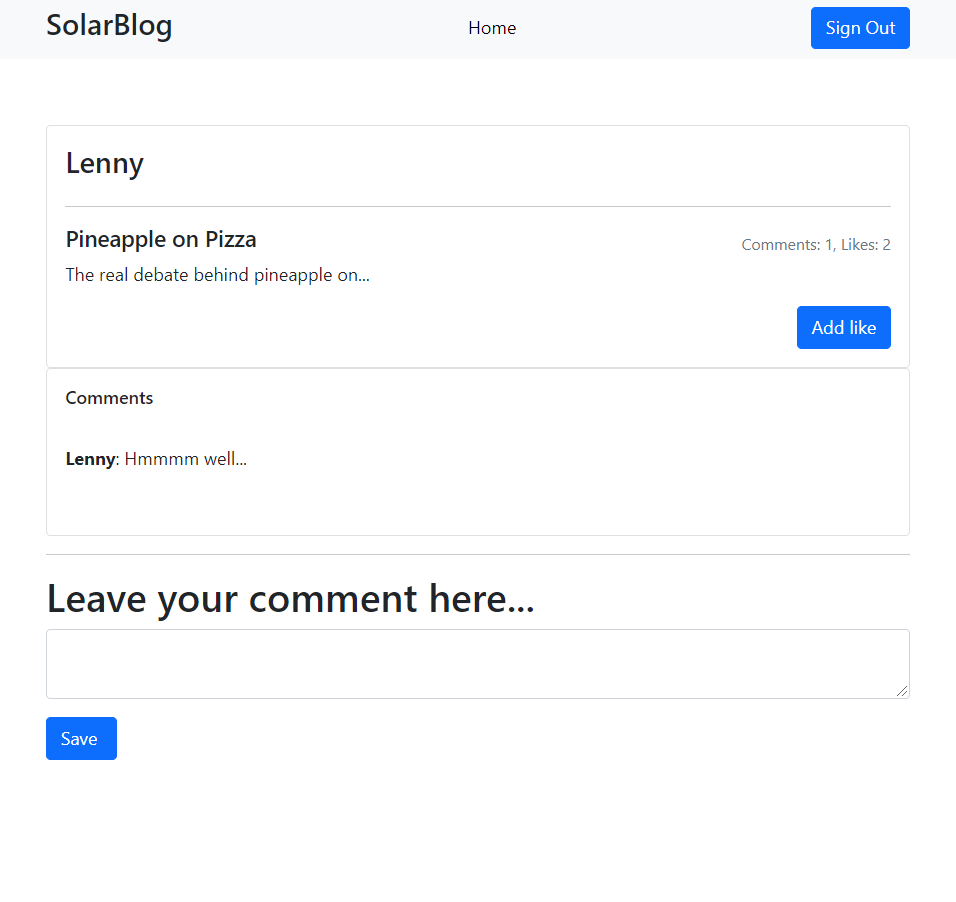 SolarBlog
Home
Sign Out
Lenny
Pineapple on Pizza
Comments: 1, Likes: 2
The real debate behind pineapple on...
Add like
Comments
Lenny: Hmmmm well...
Leave your comment here...
Save